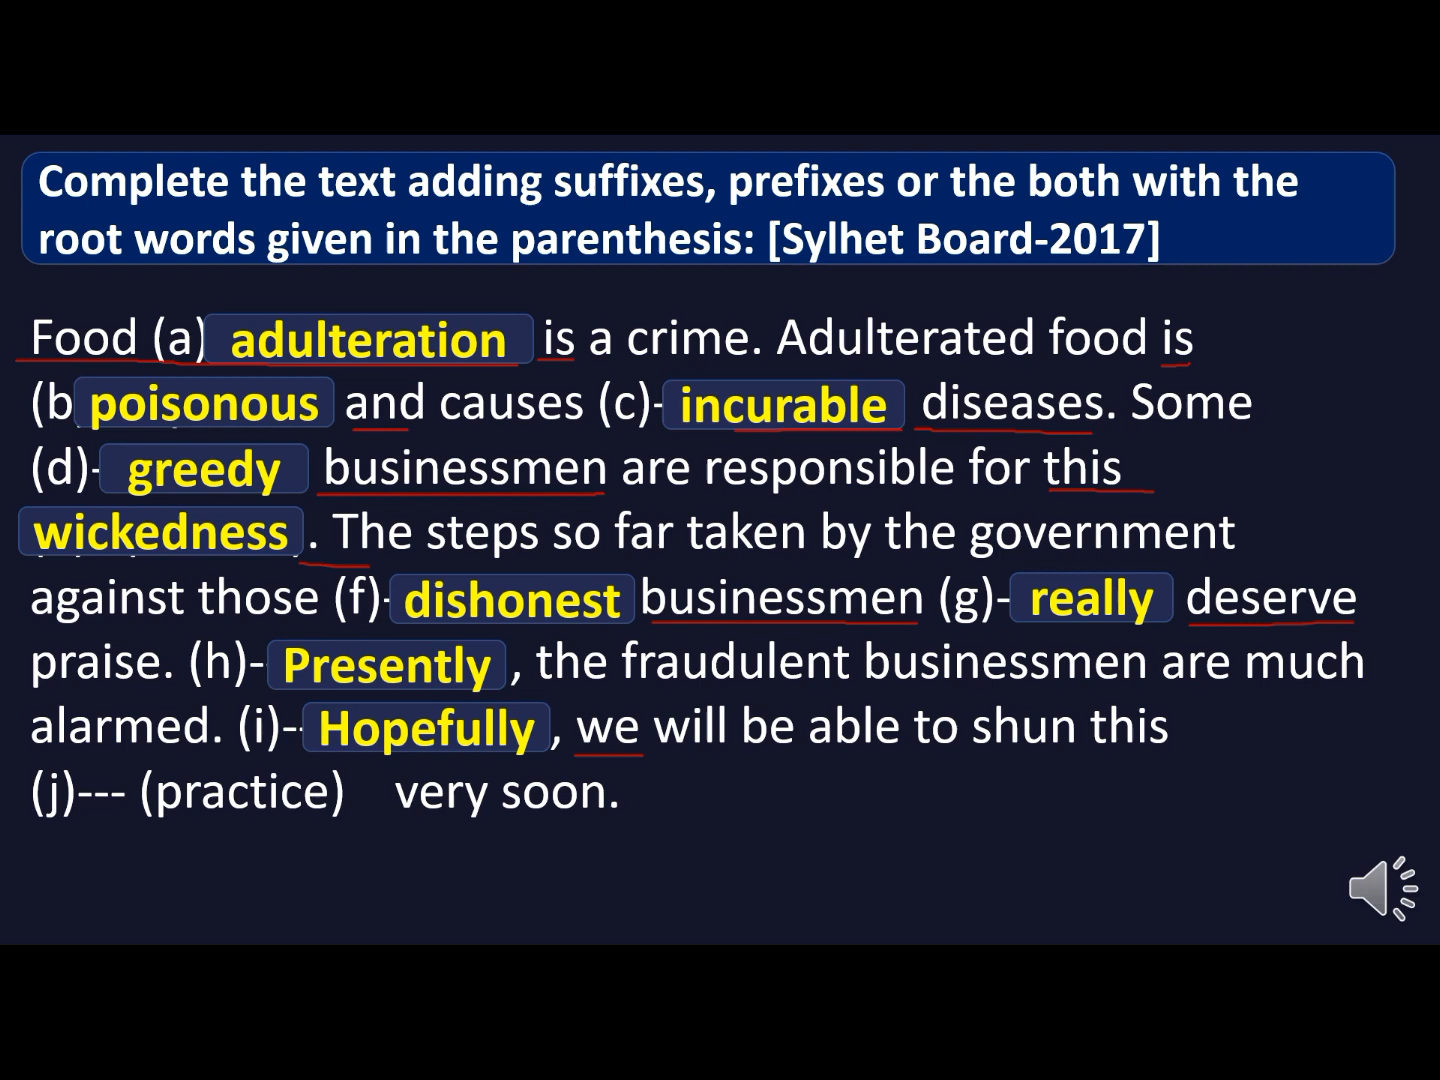 Complete the text adding suffixes, prefixes or the both with the
root words given in the parenthesis: [Sylhet Board-2017]
Food (a) adulteration is a crime. Adulterated food is
(b poisonous and causes (c)- incurable diseases. Some
(d)- greedy businessmen are responsible for this
wickedness . The steps so far taken by the government
against those (f)- dishonest businessmen (g)- really deserve
praise. (h)-- Presently , the fraudulent businessmen are much
alarmed. (i)-- Hopefully , we will be able to shun this
(j)--- (practice) very soon.